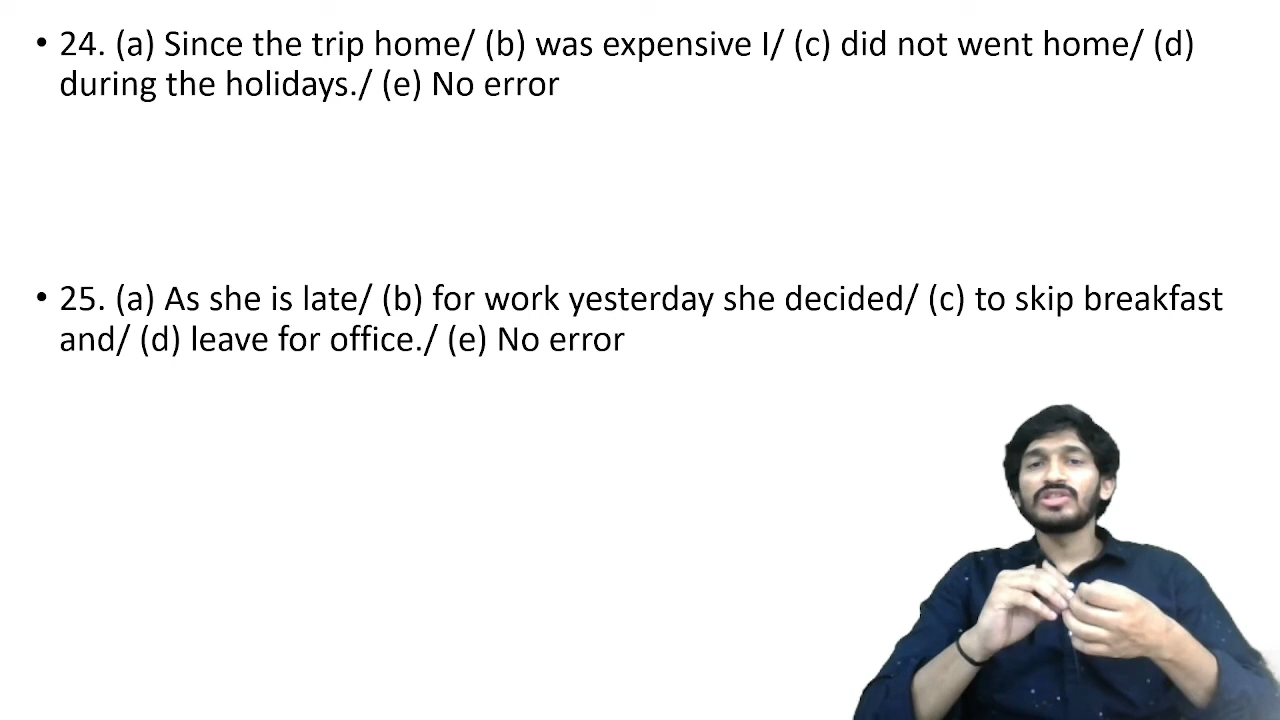 • 24. (a) Since the trip home/ (b) was expensive I/ (c) did not went home/ (d)
during the holidays./ (e) No error
• 25. (a) As she is late/ (b) for work yesterday she decided/ (c) to skip breakfast
and/ (d) leave for office./ (e) No error